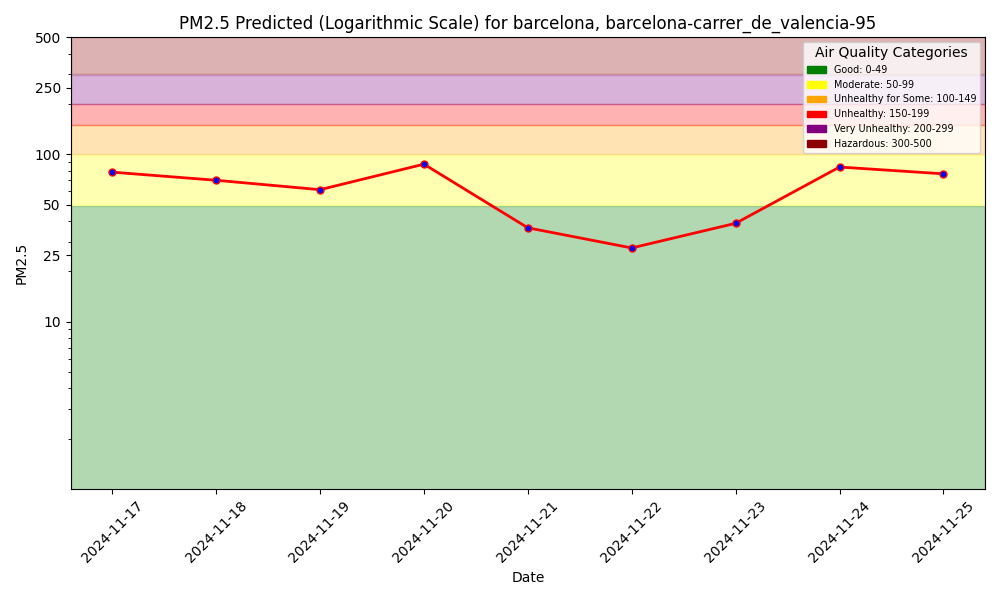 PM2.5 Predicted (Logarithmic Scale) for barcelona, barcelona-carrer_de_valencia-95
500
250
100
50
25
10
PM2.5
Air Quality Categories
Good: 0-49
Moderate: 50-99
Unhealthy for Some: 100-149
Unhealthy: 150-199
Very Unhealthy: 200-299
Hazardous: 300-500
2024-11-17
2024-11-18
2024-11-19
2024-11-20
2024-11-21
2024-11-22
2024-11-23
2024-11-24
2024-11-25
Date